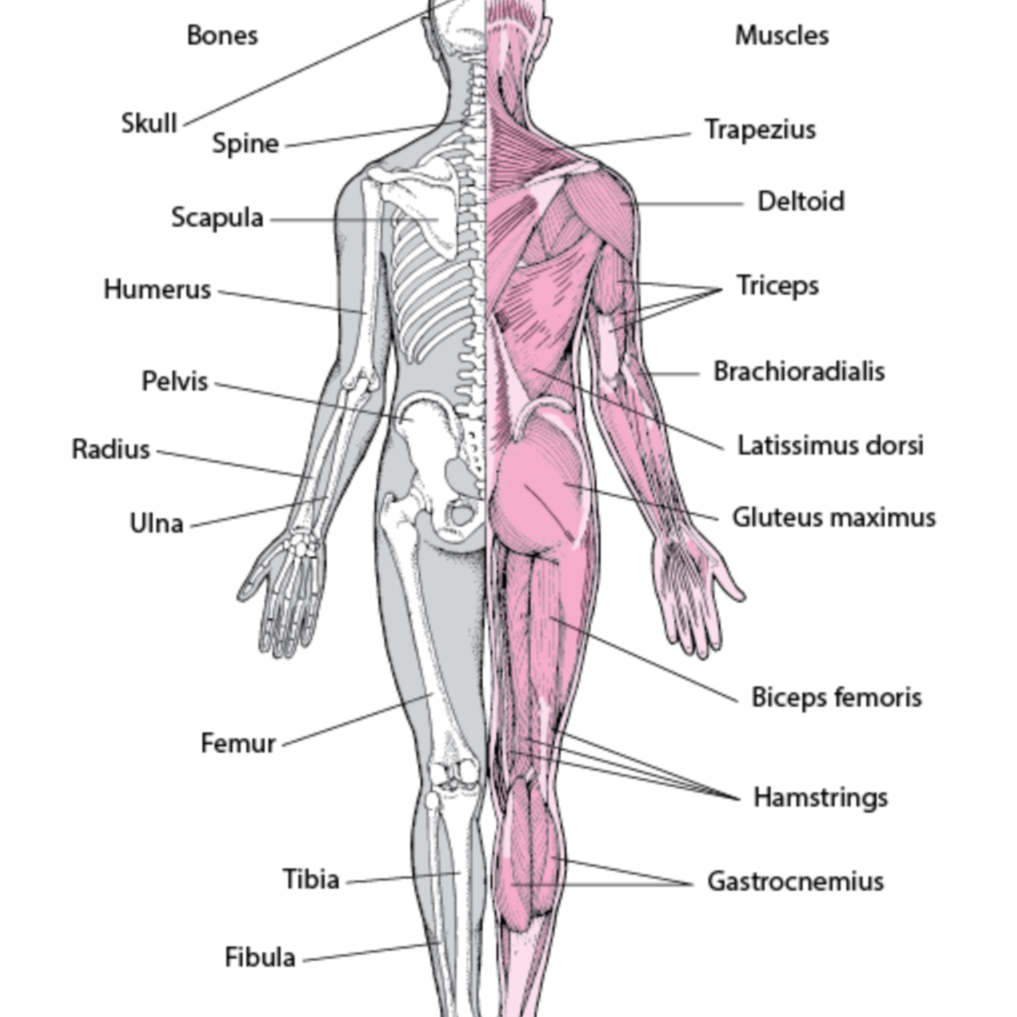 Bones
Skull
Spine
Scapula
Humerus
Pelvis
Radius
Ulna
Femur
Tibia
Fibula
Muscles
Trapezius
Deltoid
Triceps
Brachioradialis
Latissimus dorsi
Gluteus maximus
Biceps femoris
Hamstrings
Gastrocnemius